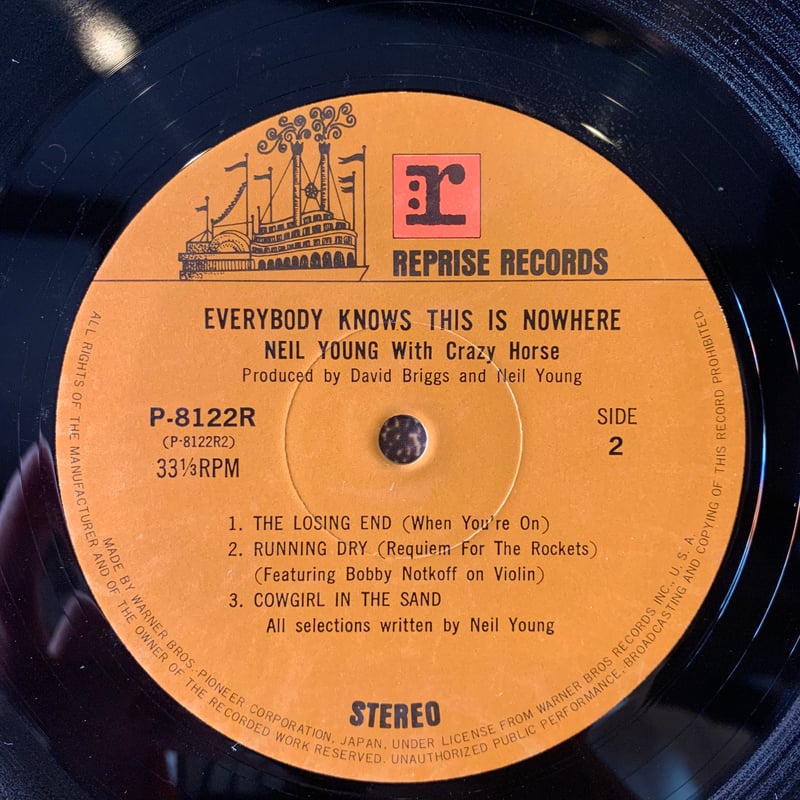 r
REPRISE RECORDS
EVERYBODY KNOWS THIS IS NOWHERE
NEIL YOUNG With Crazy Horse
Produced by David Briggs and Neil Young
P-8122R
(P-8122R2)
33⅓RPM
SIDE
2
1. THE LOSING END (When You're On)
2. RUNNING DRY (Requiem For The Rockets)
(Featuring Bobby Notkoff on Violin)
3. COWGIRL IN THE SAND
All selections written by Neil Young
STEREO
MADE BY WARNER BROS.-PIONEER CORPORATION, JAPAN, UNDER LICENSE FROM WARNER BROS RECORDS INC., U. S. A.
ALL RIGHTS OF THE MANUFACTURER AND OF THE OWNER OF THE RECORDED WORK RESERVED. UNAUTHORIZED PUBLIC PERFORMANCE, BROADCASTING AND COPYING OF THIS RECORD PROHIBITED.